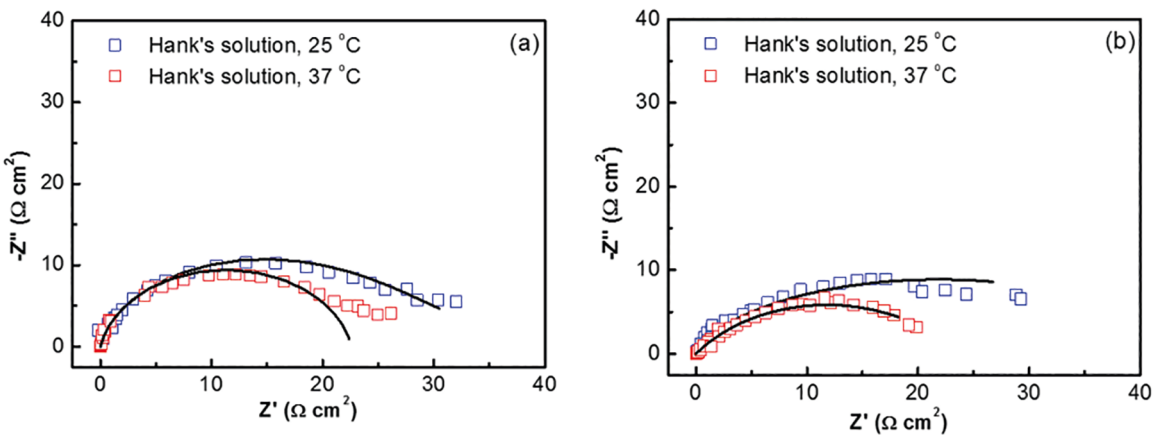 40
30
20
10
0
-Z'' (Ω cm²)
Hank's solution, 25 °C
Hank's solution, 37 °C
(a)
0
10
20
30
40
Z' (Ω cm²)
40
30
20
10
0
-Z'' (Ω cm²)
Hank's solution, 25 °C
Hank's solution, 37 °C
(b)
0
10
20
30
40
Z' (Ω cm²)